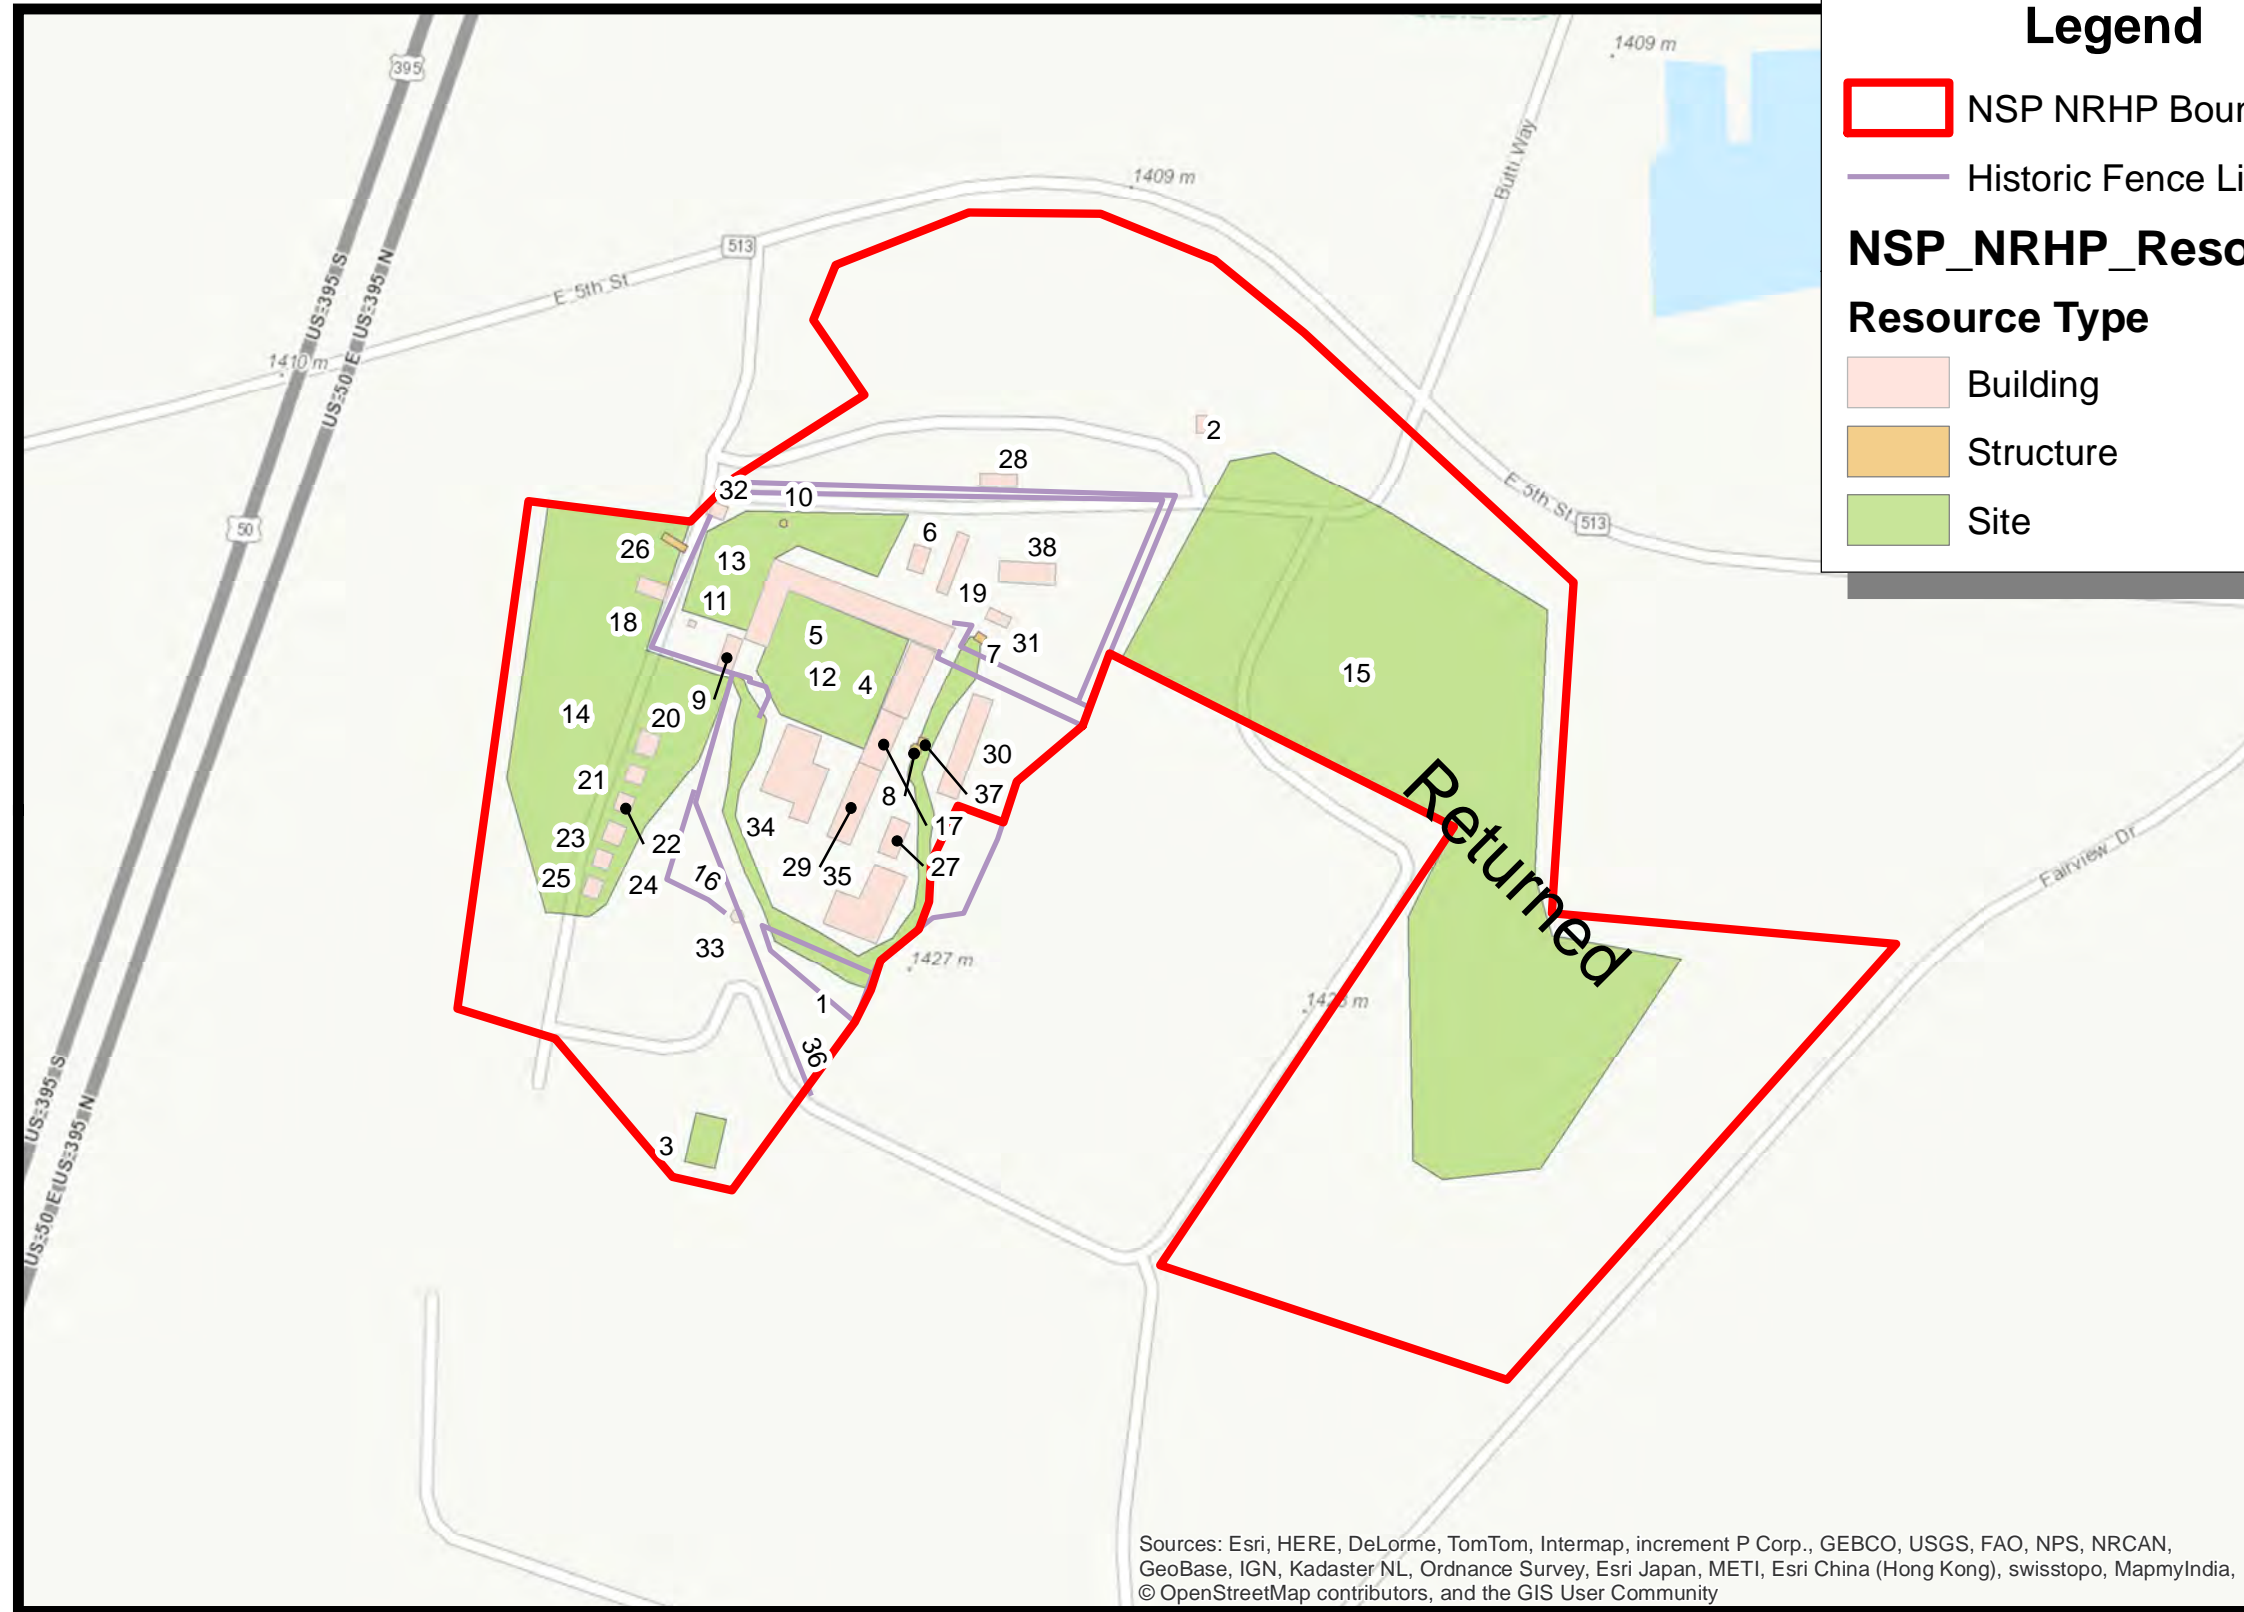 Legend
NSP NRHP Boun
Historic Fence Li
NSP_NRHP_Reso
Resource Type
Building
Structure
Site
1409 m
395
Butti Way
1409 m
513
E 5th St
US 395 S
US 50 E US 395 N
1410 m
2
28
32
10
E 5th St
513
50
26
6
38
13
19
11
18
5
31
7
12
4
15
9
14
20
30
21
8
37
Returned
34
17
23
22
Fairview Dr
29
35
27
25
24
16
33
1427 m
1
1428 m
36
US 395 S
US 50 E US 395 N
3
Sources: Esri, HERE, DeLorme, TomTom, Intermap, increment P Corp., GEBCO, USGS, FAO, NPS, NRCAN,
GeoBase, IGN, Kadaster NL, Ordnance Survey, Esri Japan, METI, Esri China (Hong Kong), swisstopo, MapmyIndia,
© OpenStreetMap contributors, and the GIS User Community